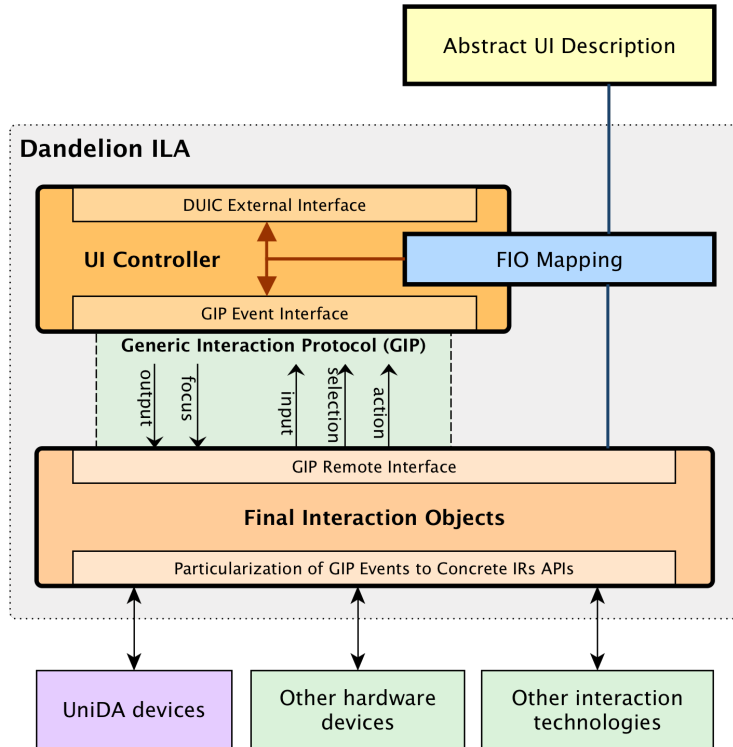 Abstract UI Description
Dandelion ILA
DUIC External Interface
UI Controller
FIO Mapping
GIP Event Interface
Generic Interaction Protocol (GIP)
output
focus
input
selection
action
GIP Remote Interface
Final Interaction Objects
Particularization of GIP Events to Concrete IRs APIs
UniDA devices
Other hardware
devices
Other interaction
technologies